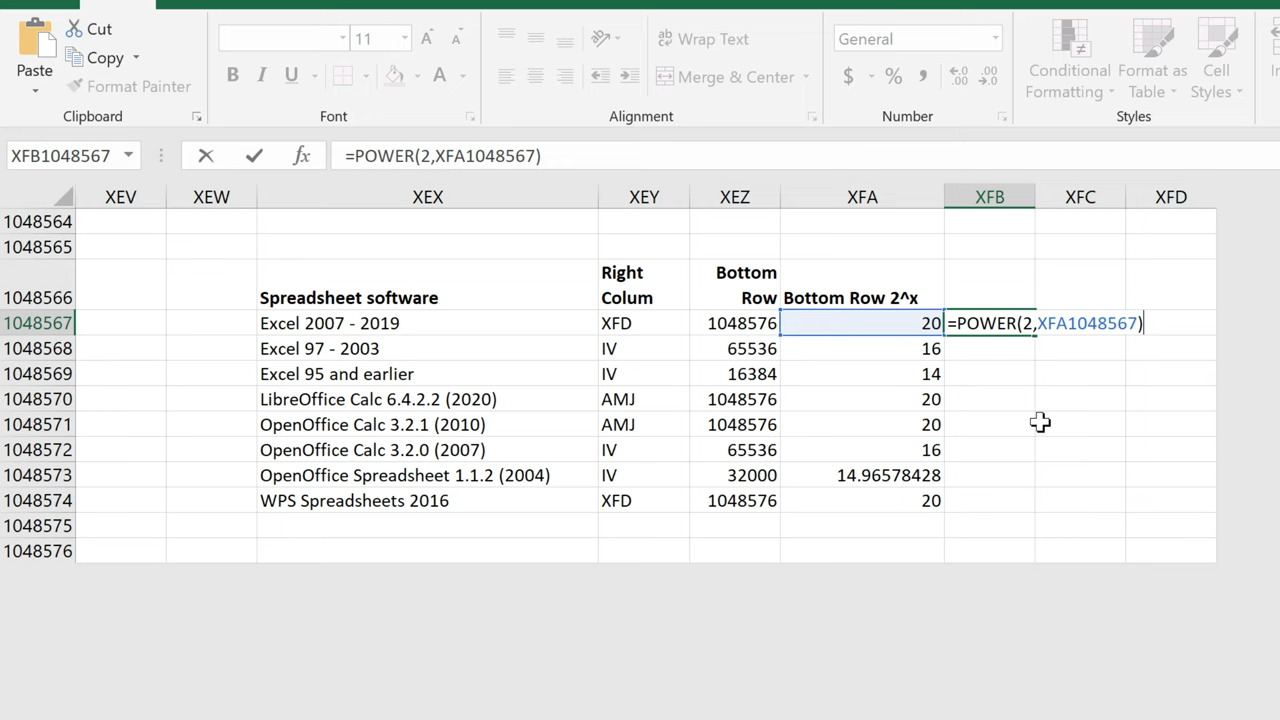 Cut
Copy
Format Painter
Paste
Clipboard
11
A A
B I U A
Font
ab Wrap Text
Merge & Center
Alignment
General
$ % ,
Number
Conditional Formatting
Format as Table
Cell Styles
Styles
XFB1048567 fx =POWER(2,XFA1048567)
XEV XEW XEX XEY XEZ XFA XFB XFC XFD
1048564
1048565
1048566 Spreadsheet software Right Colum Bottom Row Bottom Row 2^x
1048567 Excel 2007 - 2019 XFD 1048576 20 =POWER(2,XFA1048567)
1048568 Excel 97 - 2003 IV 65536 16
1048569 Excel 95 and earlier IV 16384 14
1048570 LibreOffice Calc 6.4.2.2 (2020) AMJ 1048576 20
1048571 OpenOffice Calc 3.2.1 (2010) AMJ 1048576 20
1048572 OpenOffice Calc 3.2.0 (2007) IV 65536 16
1048573 OpenOffice Spreadsheet 1.1.2 (2004) IV 32000 14.96578428
1048574 WPS Spreadsheets 2016 XFD 1048576 20
1048575
1048576